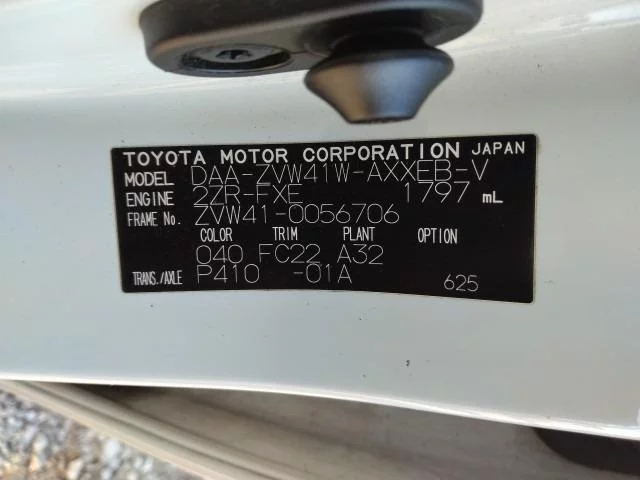 TOYOTA MOTOR CORPORATION JAPAN
MODEL DAA-ZVW41W-AXXEB-V
ENGINE 2ZR-FXE 1797 mL
FRAME No. ZVW41-0056706
COLOR TRIM PLANT OPTION
040 FC22 A32
TRANS./AXLE P410 -01A 625